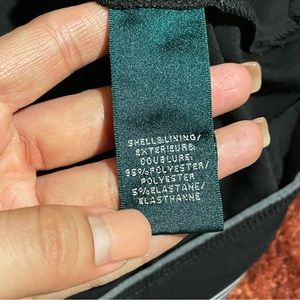 SHELL&LINING/
EXTERIEUR&
DOUBLURE:
95%POLYESTER/
POLYESTER
5%ELASTANE/
ELASTHANNE